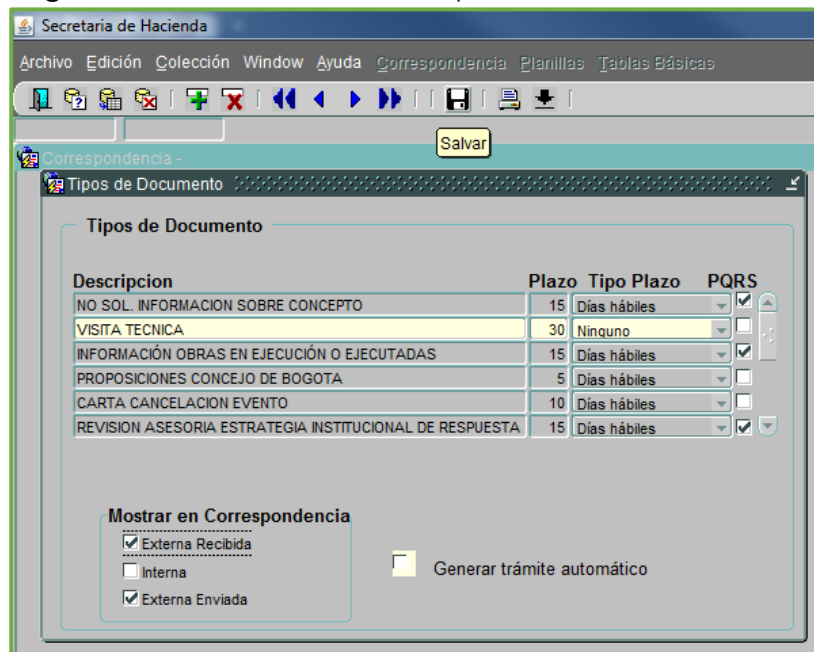 Secretaria de Hacienda
Archivo Edición Colección Window Ayuda Correspondencia Planillas Tablas Básicas
Salvar
Correspondencia -
Tipos de Documento
Tipos de Documento
Descripcion Plazo Tipo Plazo PQRS
NO SOL. INFORMACION SOBRE CONCEPTO 15 Días hábiles
VISITA TECNICA 30 Ninguno
INFORMACIÓN OBRAS EN EJECUCIÓN O EJECUTADAS 15 Días hábiles
PROPOSICIONES CONCEJO DE BOGOTA 5 Días hábiles
CARTA CANCELACION EVENTO 10 Días hábiles
REVISION ASESORIA ESTRATEGIA INSTITUCIONAL DE RESPUESTA 15 Días hábiles
Mostrar en Correspondencia
Externa Recibida
Interna
Generar trámite automático
Externa Enviada